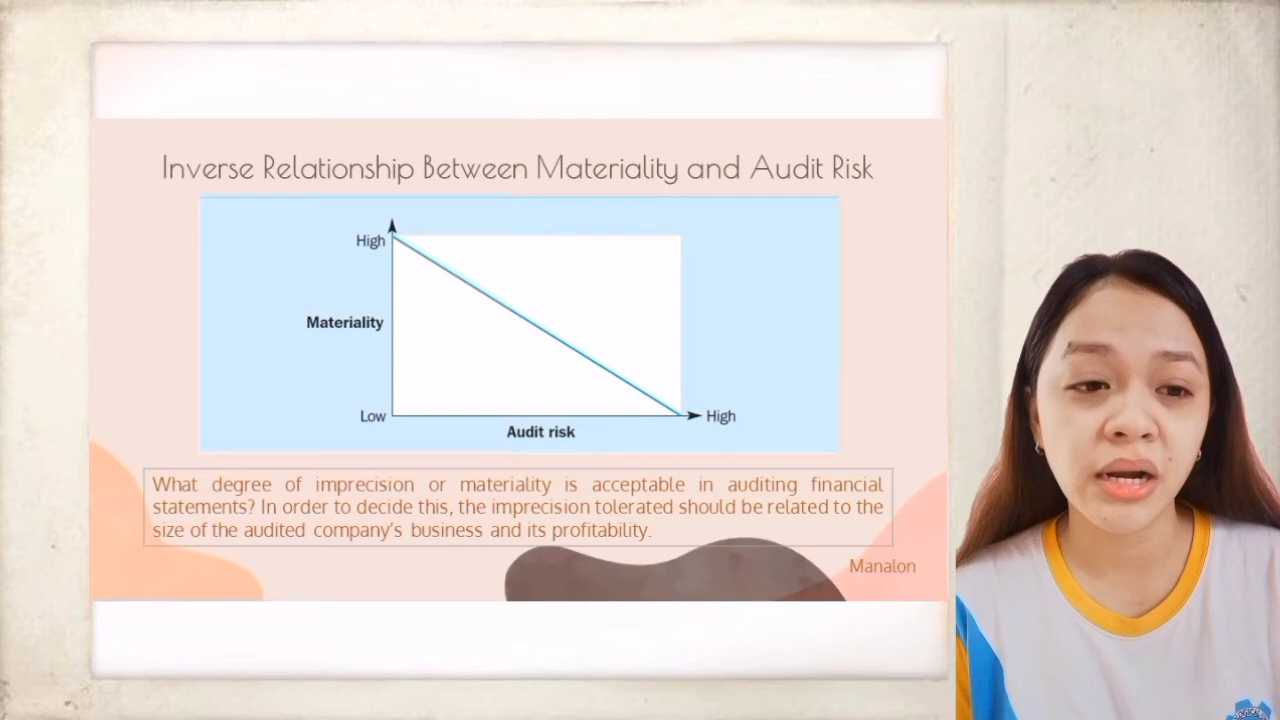 Inverse Relationship Between Materiality and Audit Risk
High
Materiality
Low
High
Audit risk
What degree of imprecision or materiality is acceptable in auditing financial
statements? In order to decide this, the imprecision tolerated should be related to the
size of the audited company's business and its profitability.
Manalon